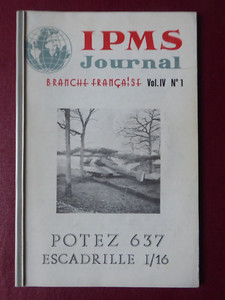 IPMS
Journal
BRANCHE FRANÇAISE Vol.IV N°1
POTEZ 637
ESCADRILLE I/16